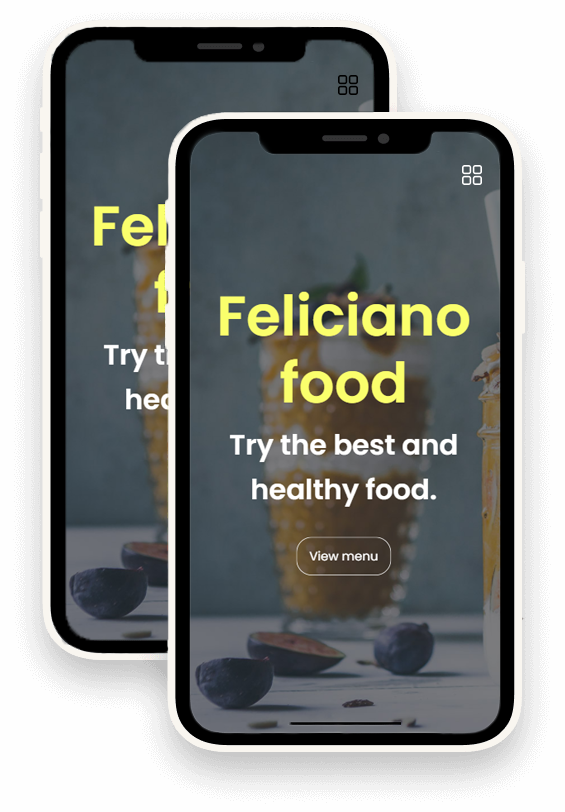 Fel
f
Try t
hea
Feliciano
food
Try the best and
healthy food.
View menu